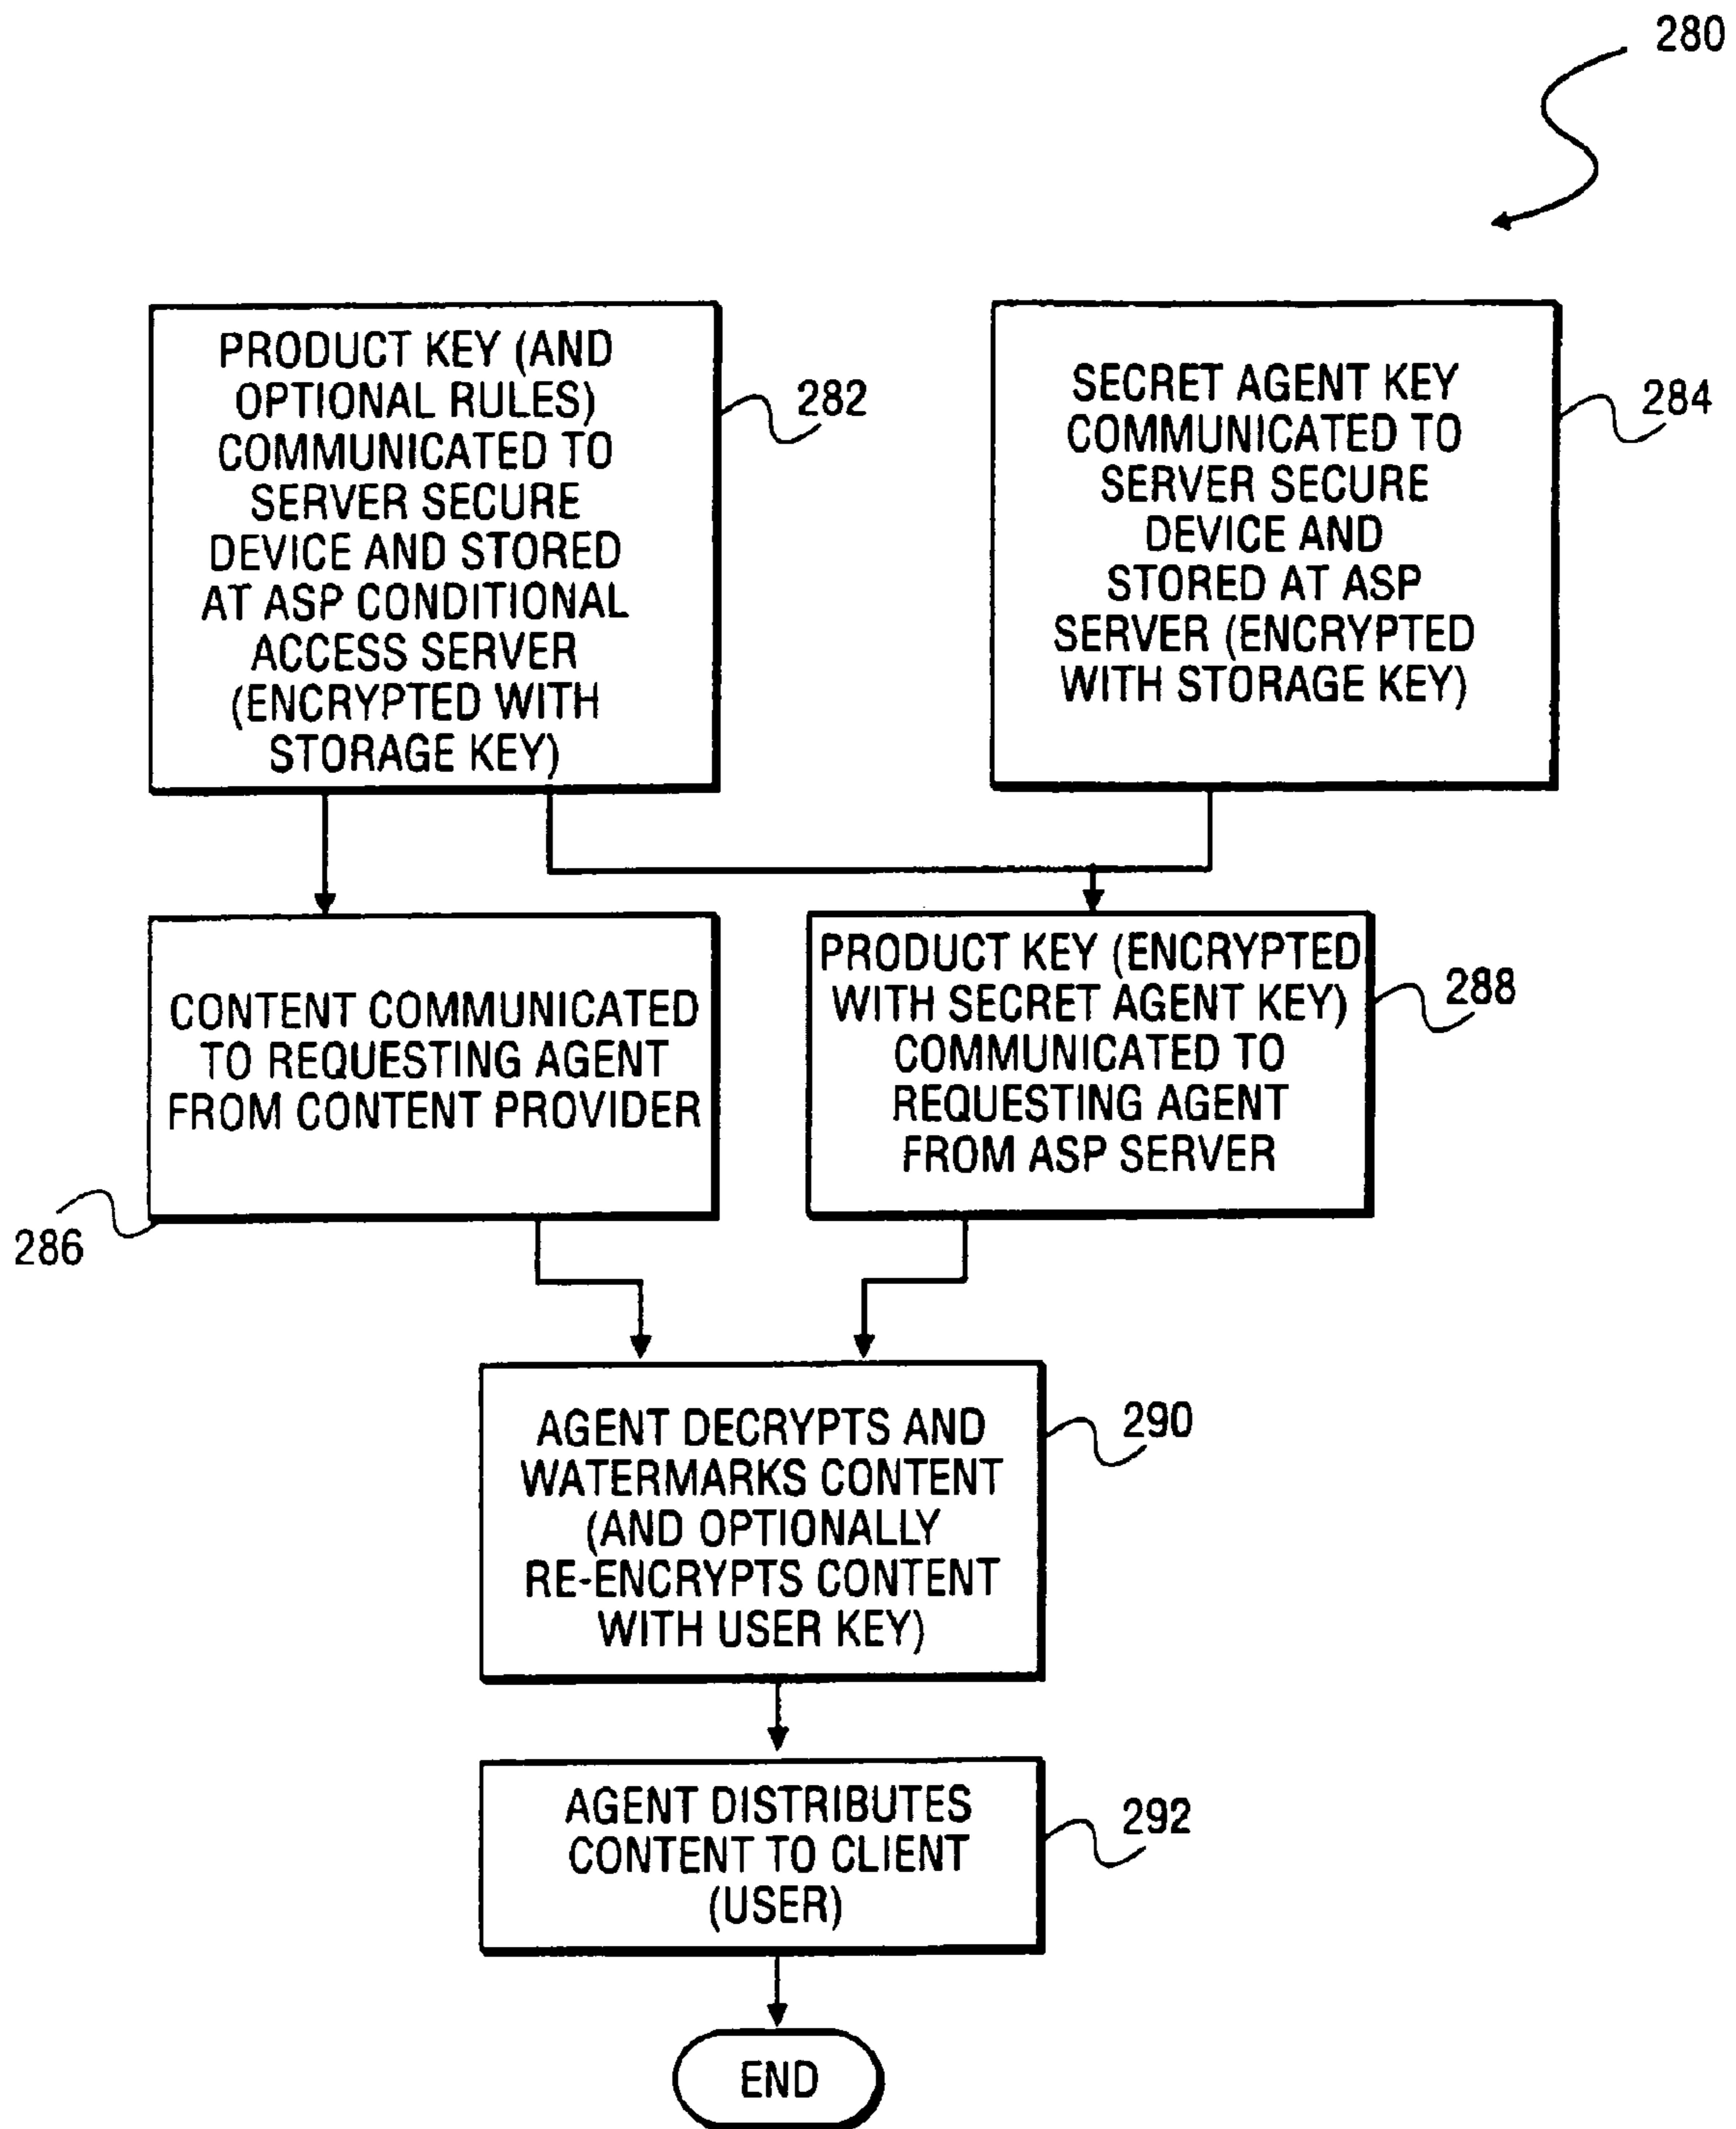 280
PRODUCT KEY (AND
OPTIONAL RULES)
COMMUNICATED TO
SERVER SECURE
DEVICE AND STORED
AT ASP CONDITIONAL
ACCESS SERVER
(ENCRYPTED WITH
STORAGE KEY)
282
SECRET AGENT KEY
COMMUNICATED TO
SERVER SECURE
DEVICE AND
STORED AT ASP
SERVER (ENCRYPTED
WITH STORAGE KEY)
284
CONTENT COMMUNICATED
TO REQUESTING AGENT
FROM CONTENT PROVIDER
286
PRODUCT KEY (ENCRYPTED
WITH SECRET AGENT KEY)
COMMUNICATED TO
REQUESTING AGENT
FROM ASP SERVER
288
AGENT DECRYPTS AND
WATERMARKS CONTENT
(AND OPTIONALLY
RE-ENCRYPTS CONTENT
WITH USER KEY)
290
AGENT DISTRIBUTES
CONTENT TO CLIENT
(USER)
292
END